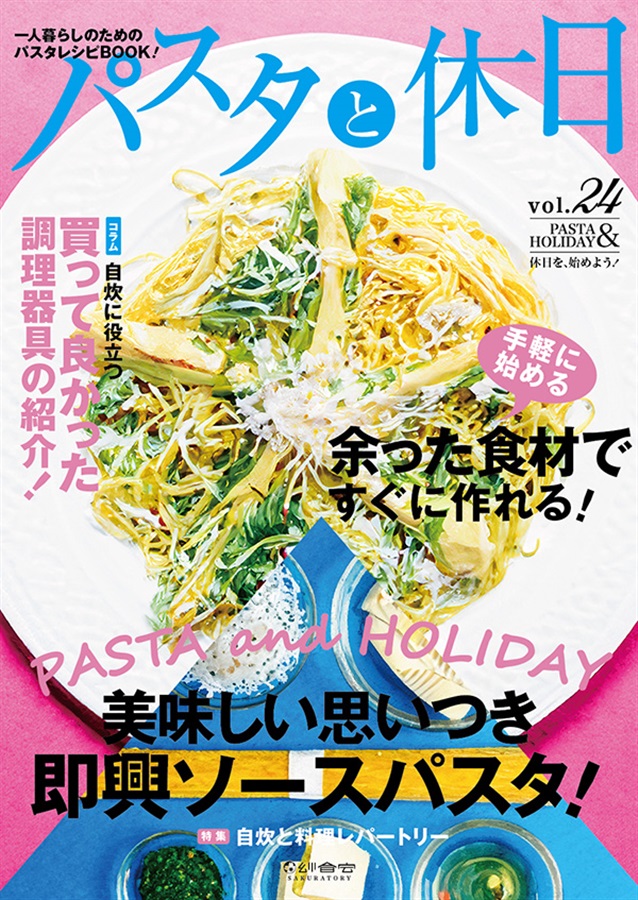 一人暮らしのための
パスタレシピBOOK!
パスタと休日
vol.24
PASTA
HOLIDAY&
休日を、始めよう!
コラム 自炊に役立つ
買って良かった
調理器具の紹介!
手軽に
始める
余った食材で
すぐに作れる!
PASTA and HOLIDAY
美味しい思いつき
即興ソースパスタ!
特集 自炊と料理レパートリー
SAKURATORY